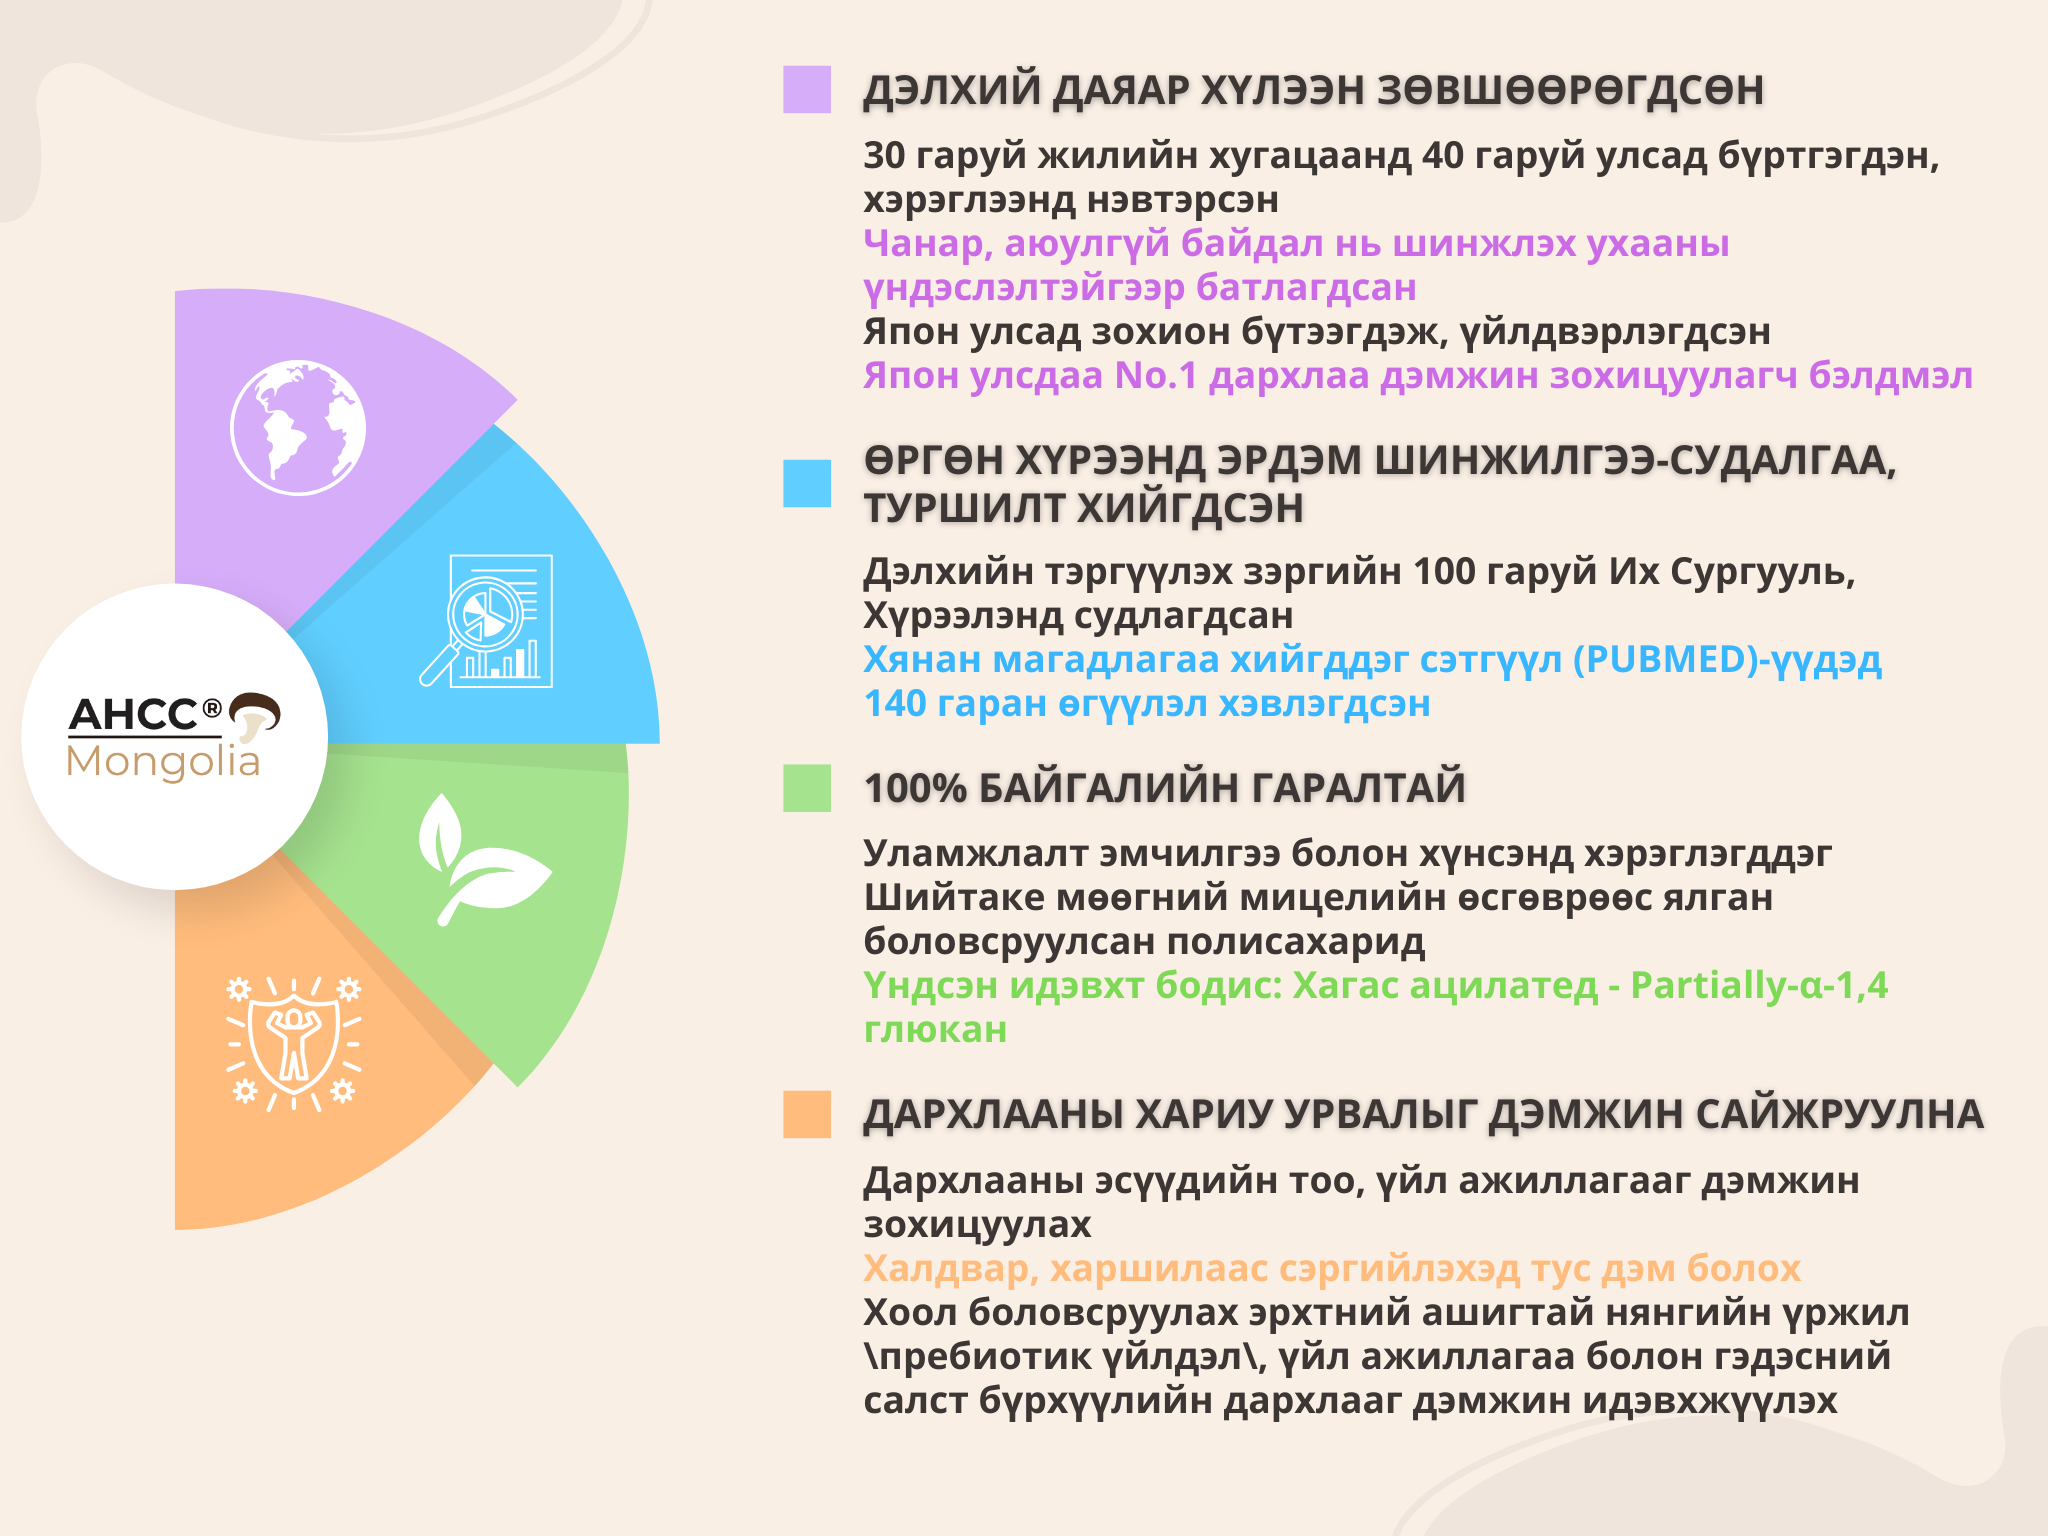 AHCC®
Mongolia
ДЭЛХИЙ ДАЯАР ХҮЛЭЭН ЗӨВШӨӨРӨГДСӨН
30 гаруй жилийн хугацаанд 40 гаруй улсад бүртгэгдэн,
хэрэглээнд нэвтэрсэн
Чанар, аюулгүй байдал нь шинжлэх ухааны
үндэслэлтэйгээр батлагдсан
Япон улсад зохион бүтээгдэж, үйлдвэрлэгдсэн
Япон улсдаа No.1 дархлаа дэмжин зохицуулагч бэлдмэл
ӨРГӨН ХҮРЭЭНД ЭРДЭМ ШИНЖИЛГЭЭ-СУДАЛГАА,
ТУРШИЛТ ХИЙГДСЭН
Дэлхийн тэргүүлэх зэргийн 100 гаруй Их Сургууль,
Хүрээлэнд судлагдсан
Хянан магадлагаа хийгддэг сэтгүүл (PUBMED)-үүдэд
140 гаран өгүүлэл хэвлэгдсэн
100% БАЙГАЛИЙН ГАРАЛТАЙ
Уламжлалт эмчилгээ болон хүнсэнд хэрэглэгддэг
Шийтаке мөөгний мицелийн өсгөврөөс ялган
боловсруулсан полисахарид
Үндсэн идэвхт бодис: Хагас ацилатед - Partially-α-1,4
глюкан
ДАРХЛААНЫ ХАРИУ УРВАЛЫГ ДЭМЖИН САЙЖРУУЛНА
Дархлааны эсүүдийн тоо, үйл ажиллагааг дэмжин
зохицуулах
Халдвар, харшилаас сэргийлэхэд тус дэм болох
Хоол боловсруулах эрхтний ашигтай нянгийн үржил
\пребиотик үйлдэл\, үйл ажиллагаа болон гэдэсний
салст бүрхүүлийн дархлааг дэмжин идэвхжүүлэх